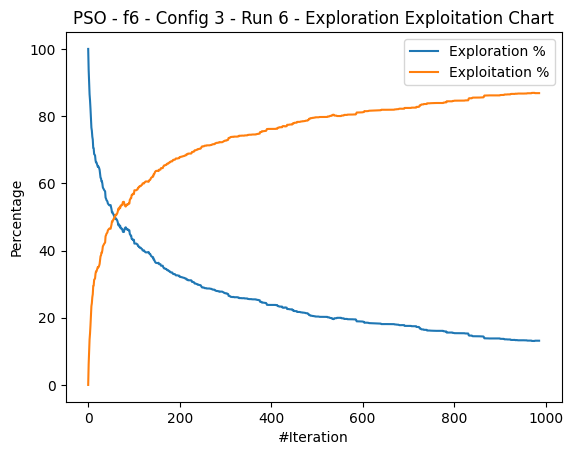 PSO - f6 - Config 3 - Run 6 - Exploration Exploitation Chart
Exploration %
Exploitation %
Percentage
100
80
60
40
20
0
0 200 400 600 800 1000
#Iteration